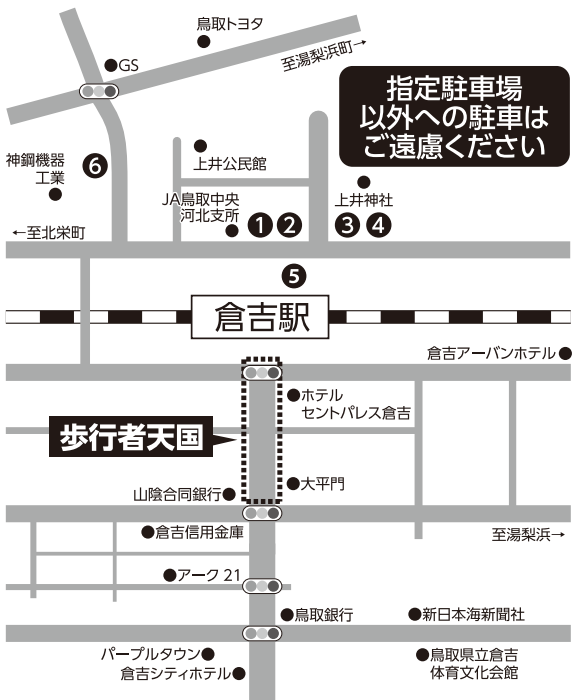 鳥取トヨタ
GS
至湯梨浜町→
指定駐車場
以外への駐車は
ご遠慮ください
神鋼機器
工業
6
上井公民館
JA鳥取中央
河北支所
1 2
上井神社
3 4
←至北栄町
5
倉吉駅
倉吉アーバンホテル
ホテル
セントパレス倉吉
歩行者天国
大平門
山陰合同銀行
倉吉信用金庫
至湯梨浜→
アーク21
鳥取銀行
新日本海新聞社
パープルタウン
倉吉シティホテル
鳥取県立倉吉
体育文化会館